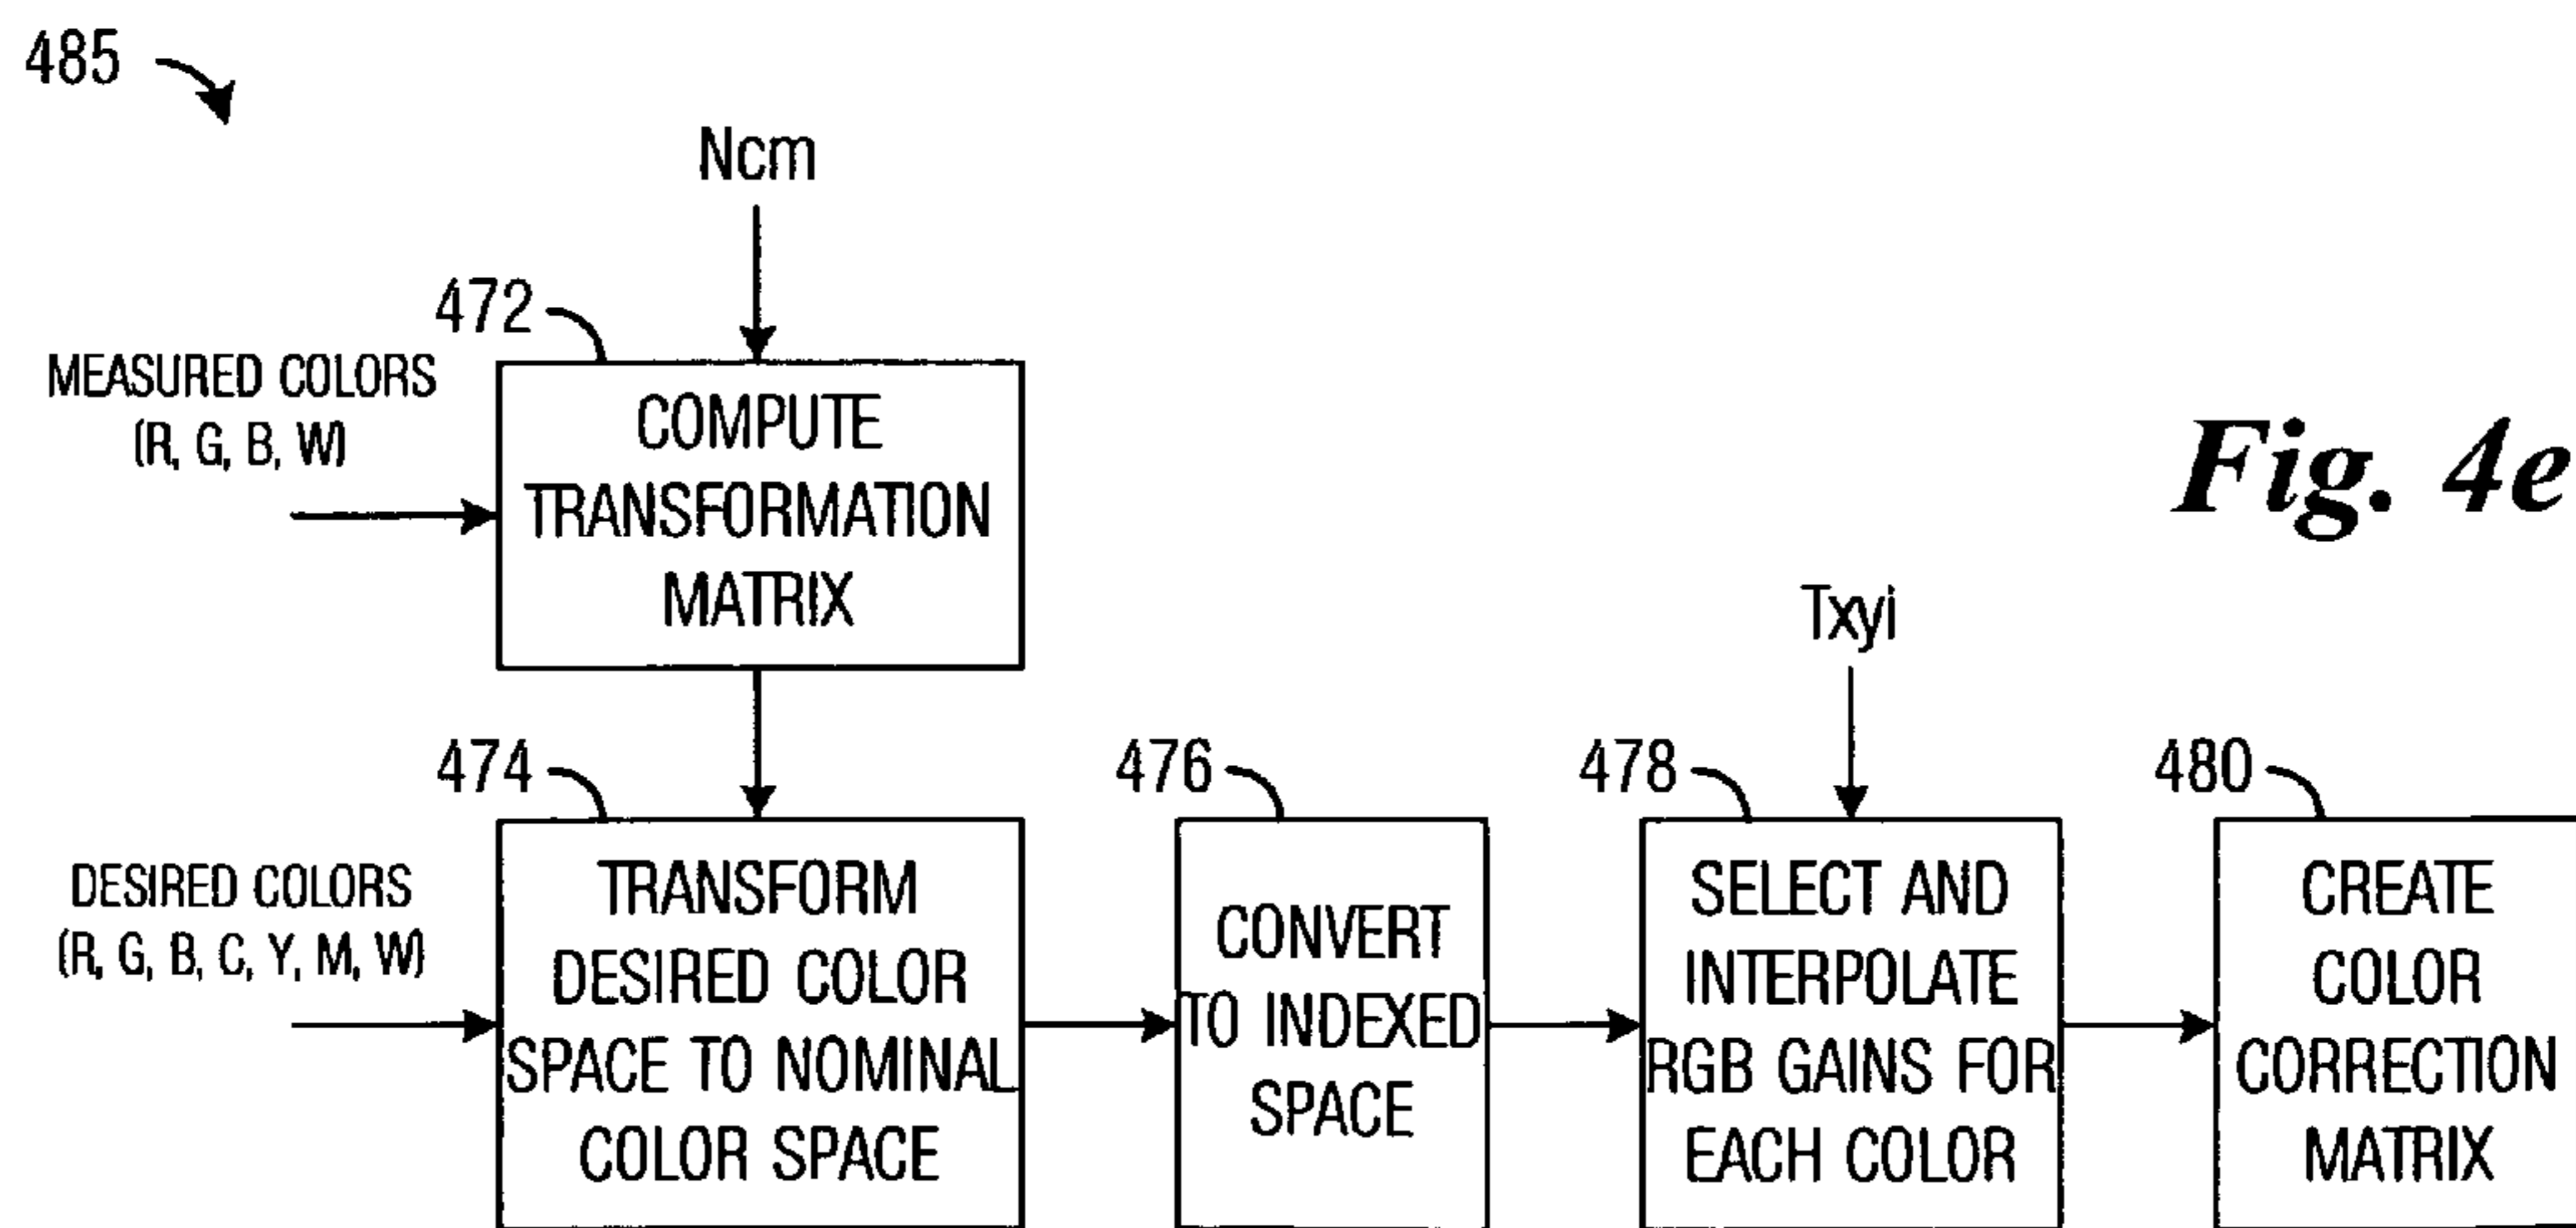 485
Ncm
472
MEASURED COLORS
(R, G, B, W)
COMPUTE
TRANSFORMATION
MATRIX
Fig. 4e
Txyi
474
476
478
480
DESIRED COLORS
(R, G, B, C, Y, M, W)
TRANSFORM
DESIRED COLOR
SPACE TO NOMINAL
COLOR SPACE
CONVERT
TO INDEXED
SPACE
SELECT AND
INTERPOLATE
RGB GAINS FOR
EACH COLOR
CREATE
COLOR
CORRECTION
MATRIX